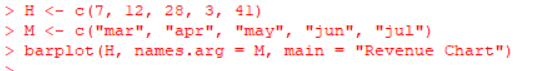 > H <- c(7, 12, 28, 3, 41)
> M <- c("mar", "apr", "may", "jun", "jul")
> barplot(H, names.arg = M, main = "Revenue Chart")
>